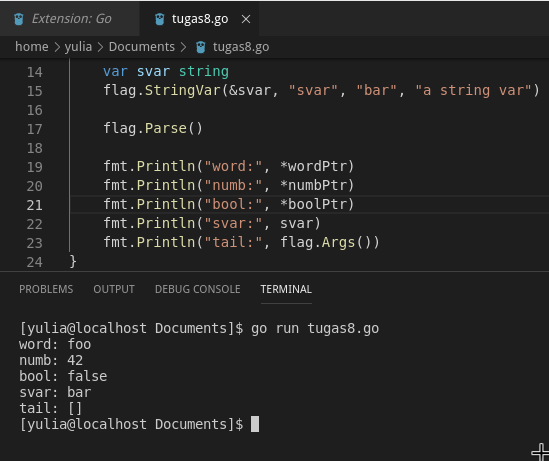 Extension: Go tugas8.go ×
home > yulia > Documents > tugas8.go
14 var svar string
15 flag.StringVar(&svar, "svar", "bar", "a string var")
16
17 flag.Parse()
18
19 fmt.Println("word:", *wordPtr)
20 fmt.Println("numb:", *numbPtr)
21 fmt.Println("bool:", *boolPtr)
22 fmt.Println("svar:", svar)
23 fmt.Println("tail:", flag.Args())
24 }
PROBLEMS OUTPUT DEBUG CONSOLE TERMINAL
[yulia@localhost Documents]$ go run tugas8.go
word: foo
numb: 42
bool: false
svar: bar
tail: []
[yulia@localhost Documents]$